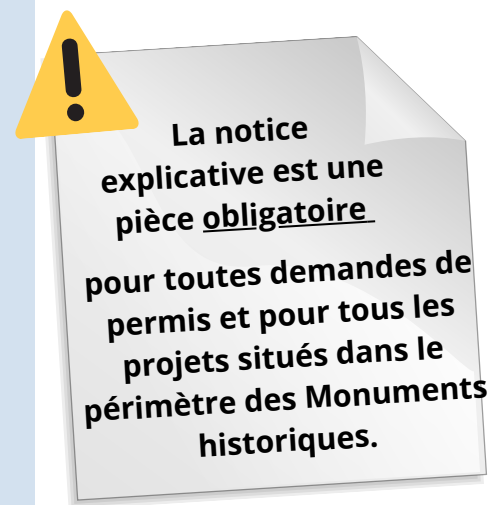 La notice
explicative est une
pièce obligatoire
pour toutes demandes de
permis et pour tous les
projets situés dans le
périmètre des Monuments
historiques.